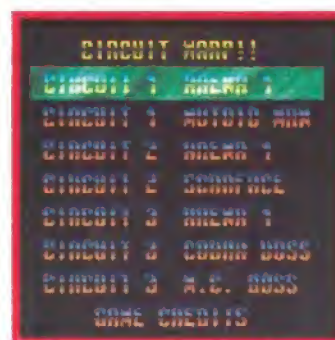 CIRCUIT WARP!!
CIRCUIT 1 ARENA 1
CIRCUIT 1 MUTOID MAN
CIRCUIT 2 ARENA 1
CIRCUIT 2 SCARFACE
CIRCUIT 3 ARENA 1
CIRCUIT 3 COBRA BOSS
CIRCUIT 3 M.C. BOSS
GAME CREDITS